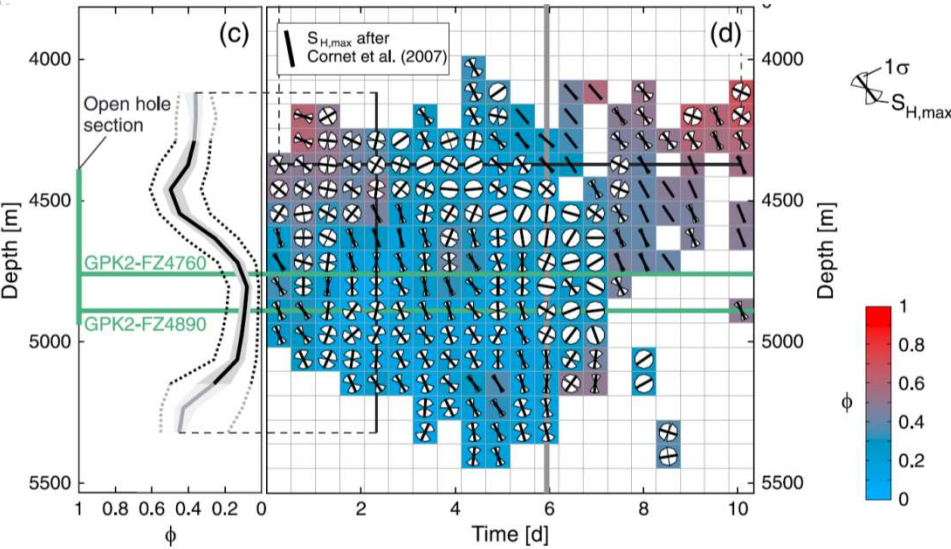 (c)
(d)
S_H,max after
Cornet et al. (2007)
1σ
S_H,max
Open hole
section
GPK2-FZ4760
GPK2-FZ4890
Depth [m]
4000
4500
5000
5500
1 0.8 0.6 0.4 0.2 0
ϕ
0
4000
4500
5000
5500
Depth [m]
2 4 6 8 10
Time [d]
ϕ
1
0.8
0.6
0.4
0.2
0